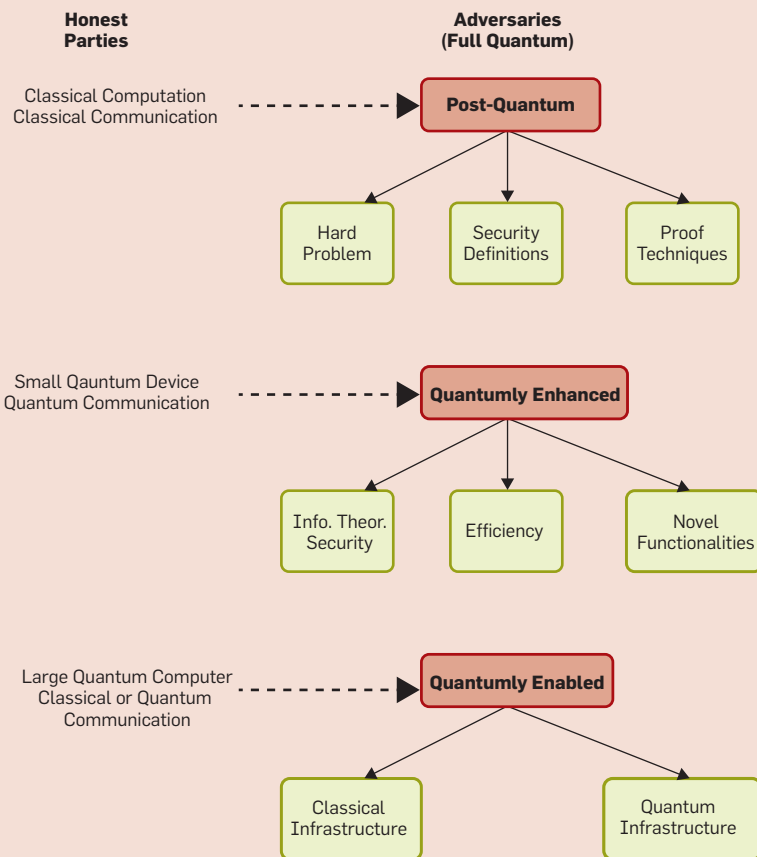 Honest
Parties
Adversaries
(Full Quantum)
Classical Computation
Classical Communication
Post-Quantum
Hard
Problem
Security
Definitions
Proof
Techniques
Small Qauntum Device
Quantum Communication
Quantumly Enhanced
Info. Theor.
Security
Efficiency
Novel
Functionalities
Large Quantum Computer
Classical or Quantum
Communication
Quantumly Enabled
Classical
Infrastructure
Quantum
Infrastructure